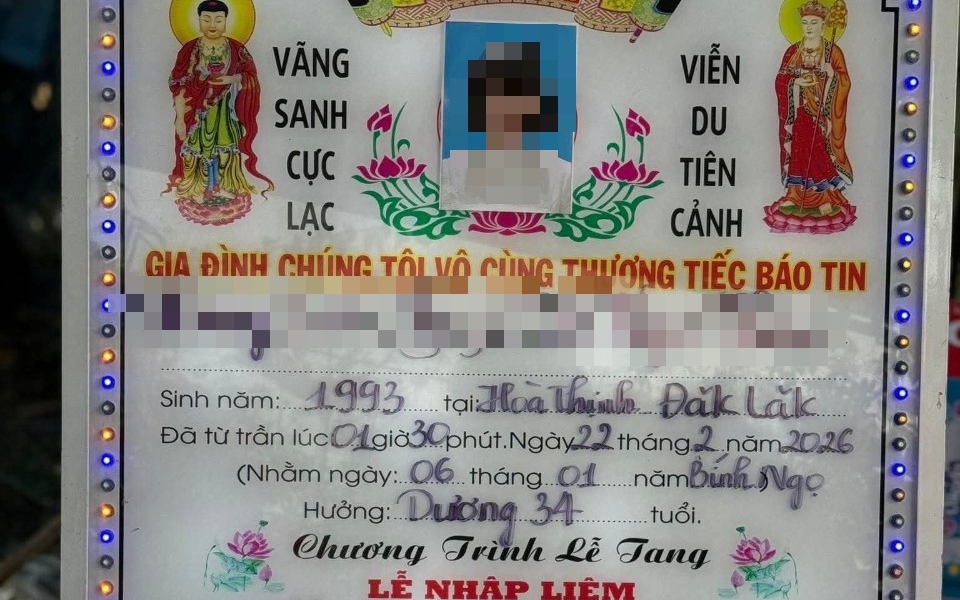 VÃNG
SANH
CỰC
LẠC
VIỄN
DU
TIÊN
CẢNH
GIA ĐÌNH CHÚNG TÔI VÔ CÙNG THƯƠNG TIẾC BÁO TIN
Sinh năm: 1993 tại: Hoà Thịnh Đăk Lăk
Đã từ trần lúc 01 giờ 30 phút. Ngày 22 tháng 2 năm 2026
(Nhằm ngày: 06 tháng 01 năm Bính Ngọ)
Hưởng: Dương 34 tuổi.
Chương Trình Lễ Tang
LỄ NHẬP LIỆM